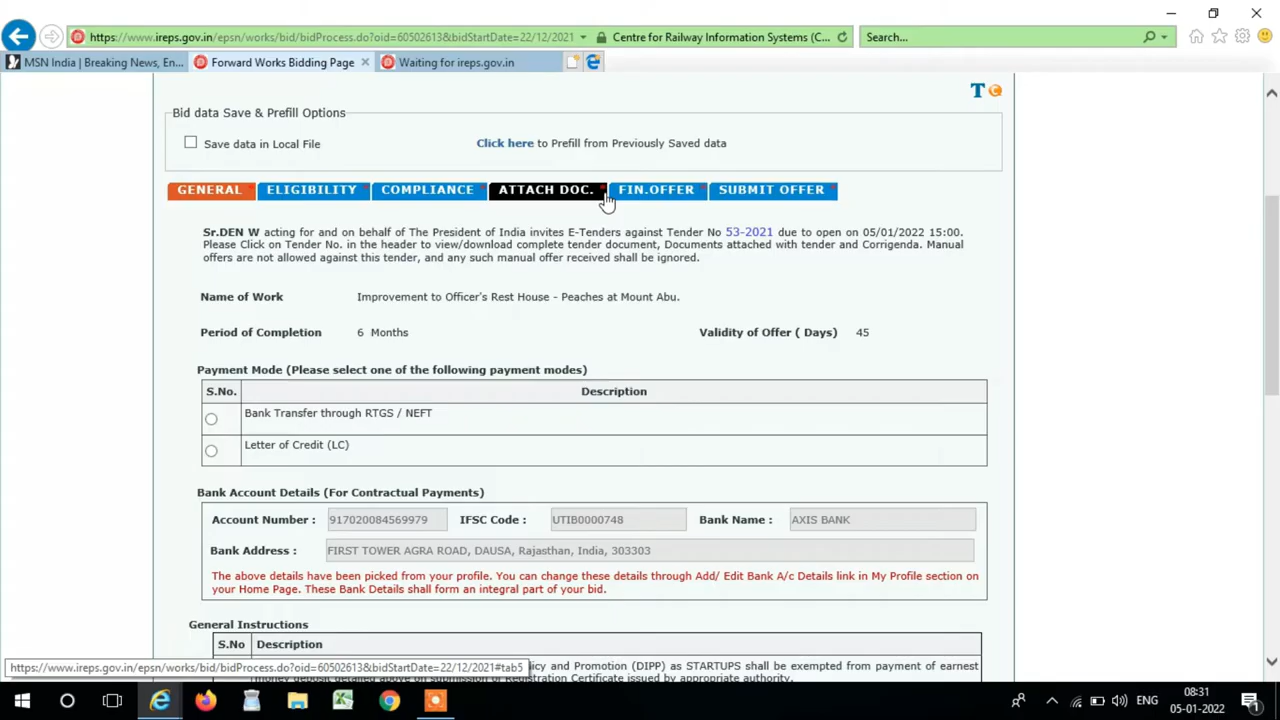 https://www.ireps.gov.in/epsn/works/bid/bidProcess.do?oid=60502613&bidStartDate=22/12/2021
Centre for Railway Information Systems (C...
Search...
MSN India | Breaking News, En...
Forward Works Bidding Page
Waiting for ireps.gov.in
Bid data Save & Prefill Options
Save data in Local File
Click here to Prefill from Previously Saved data
GENERAL
ELIGIBILITY
COMPLIANCE
ATTACH DOC.
FIN.OFFER
SUBMIT OFFER
Sr.DEN W acting for and on behalf of The President of India invites E-Tenders against Tender No 53-2021 due to open on 05/01/2022 15:00.
Please Click on Tender No. in the header to view/download complete tender document, Documents attached with tender and Corrigenda. Manual
offers are not allowed against this tender, and any such manual offer received shall be ignored.
Name of Work Improvement to Officer's Rest House - Peaches at Mount Abu.
Period of Completion 6 Months Validity of Offer ( Days) 45
Payment Mode (Please select one of the following payment modes)
S.No. Description
Bank Transfer through RTGS / NEFT
Letter of Credit (LC)
Bank Account Details (For Contractual Payments)
Account Number : 917020084569979 IFSC Code : UTIB0000748 Bank Name : AXIS BANK
Bank Address : FIRST TOWER AGRA ROAD, DAUSA, Rajasthan, India, 303303
The above details have been picked from your profile. You can change these details through Add/ Edit Bank A/c Details link in My Profile section on
your Home Page. These Bank Details shall form an integral part of your bid.
General Instructions
S.No Description
https://www.ireps.gov.in/epsn/works/bid/bidProcess.do?oid=60502613&bidStartDate=22/12/2021#tab5
icy and Promotion (DIPP) as STARTUPS shall be exempted from payment of earnest
money deposit detailed above on submission of Registration Certificate issued by appropriate authority.
ENG
08:31
05-01-2022